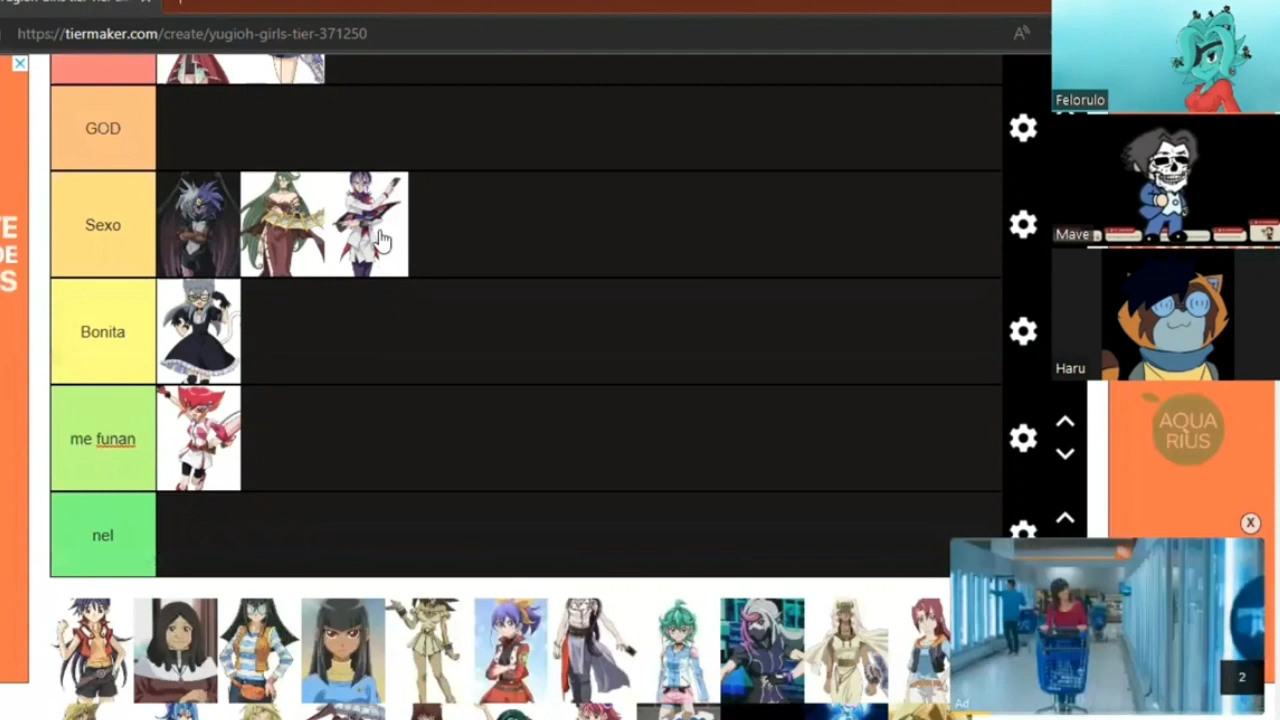 https://tiermaker.com/create/yugioh-girls-tier-371250
GOD
Sexo
Bonita
me funan
nel
Felorulo
Mave
Haru
AQUA
RIUS
X
Ad
2